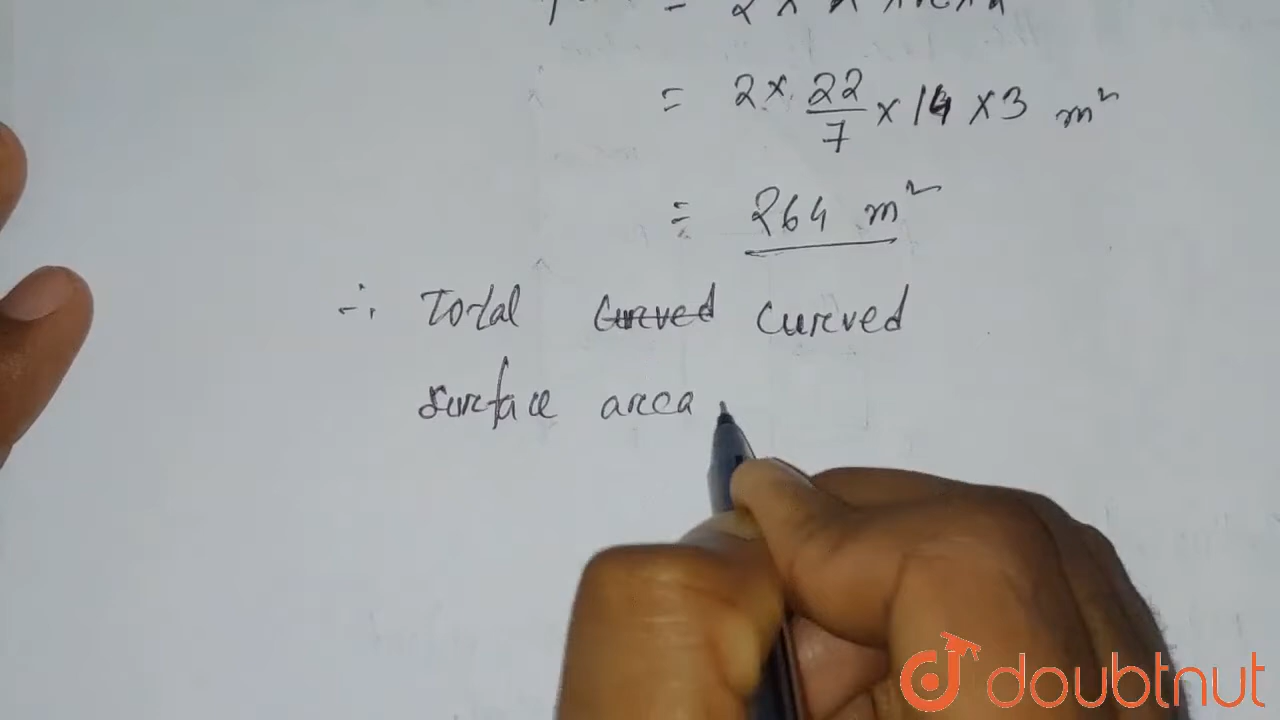 = 2 × 22/7 × 14 × 3 m²
= 264 m²
∴ Total Curved Curved
surface area
doubtnut